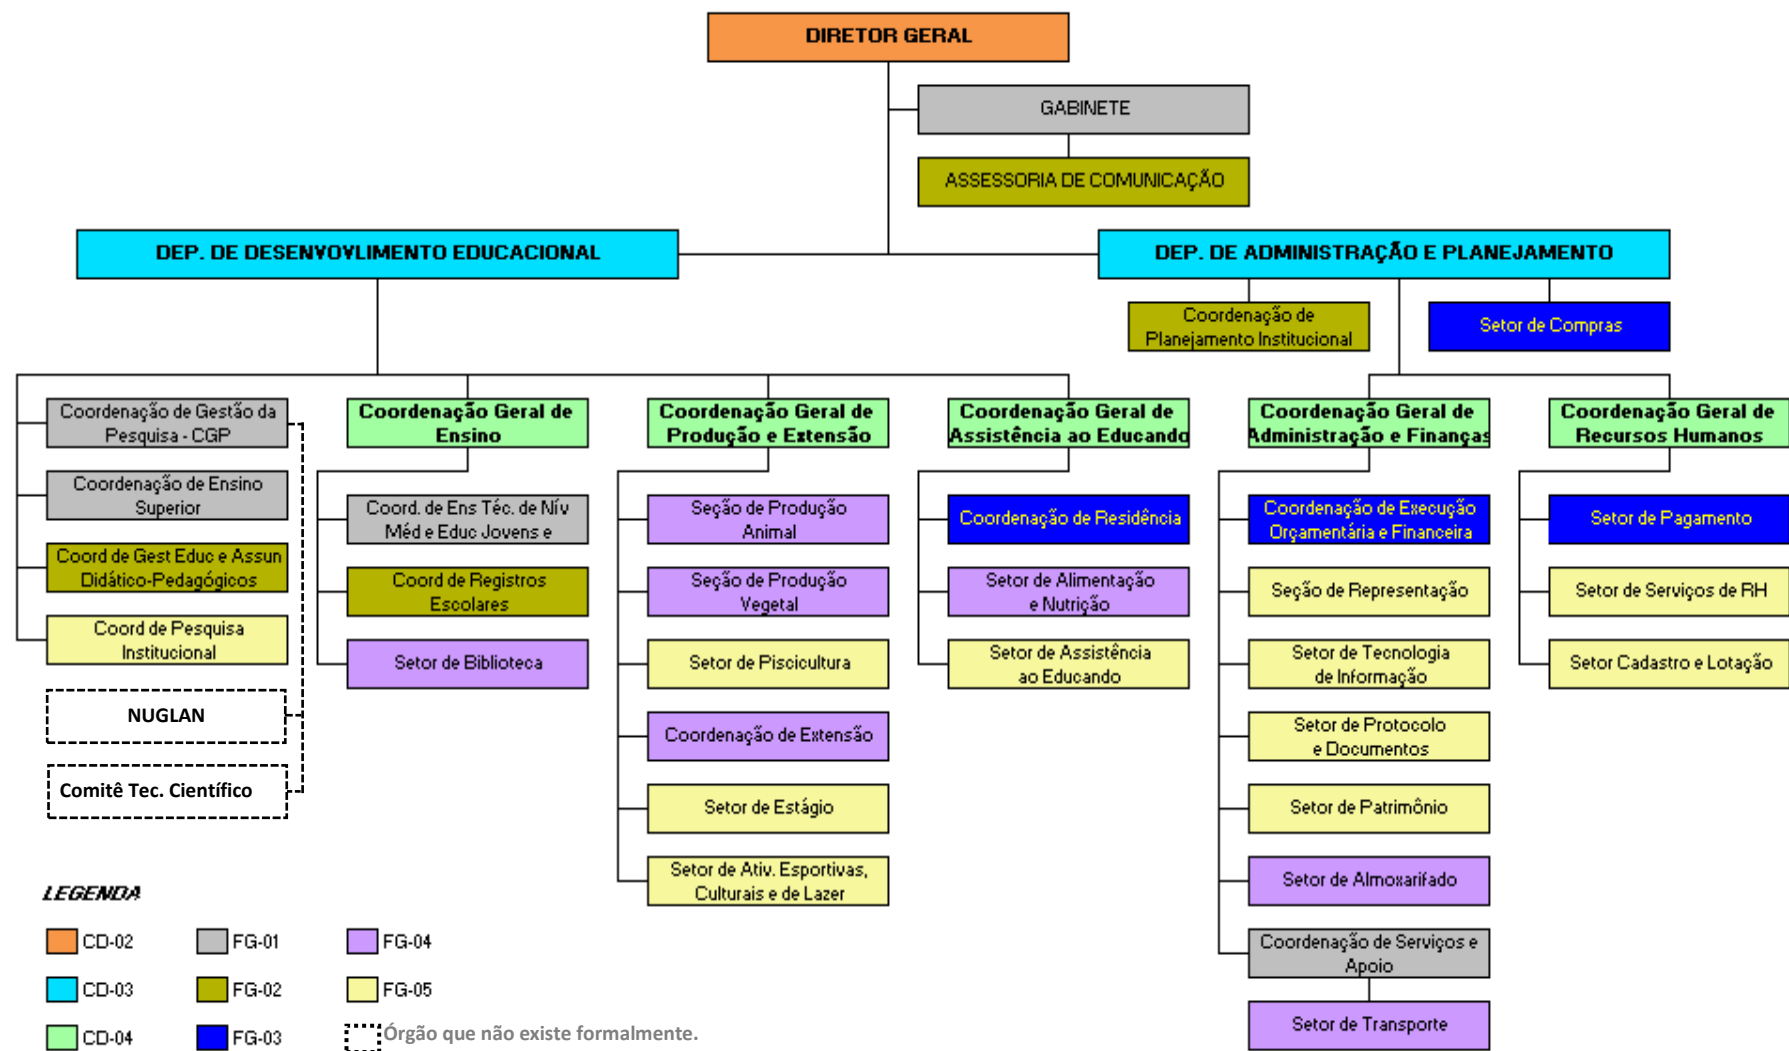 DIRETOR GERAL
GABINETE
ASSESSORIA DE COMUNICAÇÃO
DEP. DE DESENVOVLIMENTO EDUCACIONAL
DEP. DE ADMINISTRAÇÃO E PLANEJAMENTO
Coordenação de
Planejamento Institucional
Setor de Compras
Coordenação de Gestão da
Pesquisa - CGP
Coordenação de Ensino
Superior
Coord de Gest Educ e Assun
Didático-Pedagógicos
Coord de Pesquisa
Institucional
NUGLAN
Comitê Tec. Científico
Coordenação Geral de
Ensino
Coord. de Ens Téc. de Nív
Méd e Educ Jovens e
Coord de Registros
Escolares
Setor de Biblioteca
Coordenação Geral de
Produção e Extensão
Seção de Produção
Animal
Seção de Produção
Vegetal
Setor de Piscicultura
Coordenação de Extensão
Setor de Estágio
Setor de Ativ. Esportivas,
Culturais e de Lazer
Coordenação Geral de
Assistência ao Educando
Coordenação de Residência
Setor de Alimentação
e Nutrição
Setor de Assistência
ao Educando
Coordenação Geral de
Administração e Finanças
Coordenação de Execução
Orçamentária e Financeira
Seção de Representação
Setor de Tecnologia
de Informação
Setor de Protocolo
e Documentos
Setor de Patrimônio
Setor de Almoxarifado
Coordenação de Serviços e
Apoio
Setor de Transporte
Coordenação Geral de
Recursos Humanos
Setor de Pagamento
Setor de Serviços de RH
Setor Cadastro e Lotação
LEGENDA
CD-02
FG-01
FG-04
CD-03
FG-02
FG-05
CD-04
FG-03
Órgão que não existe formalmente.